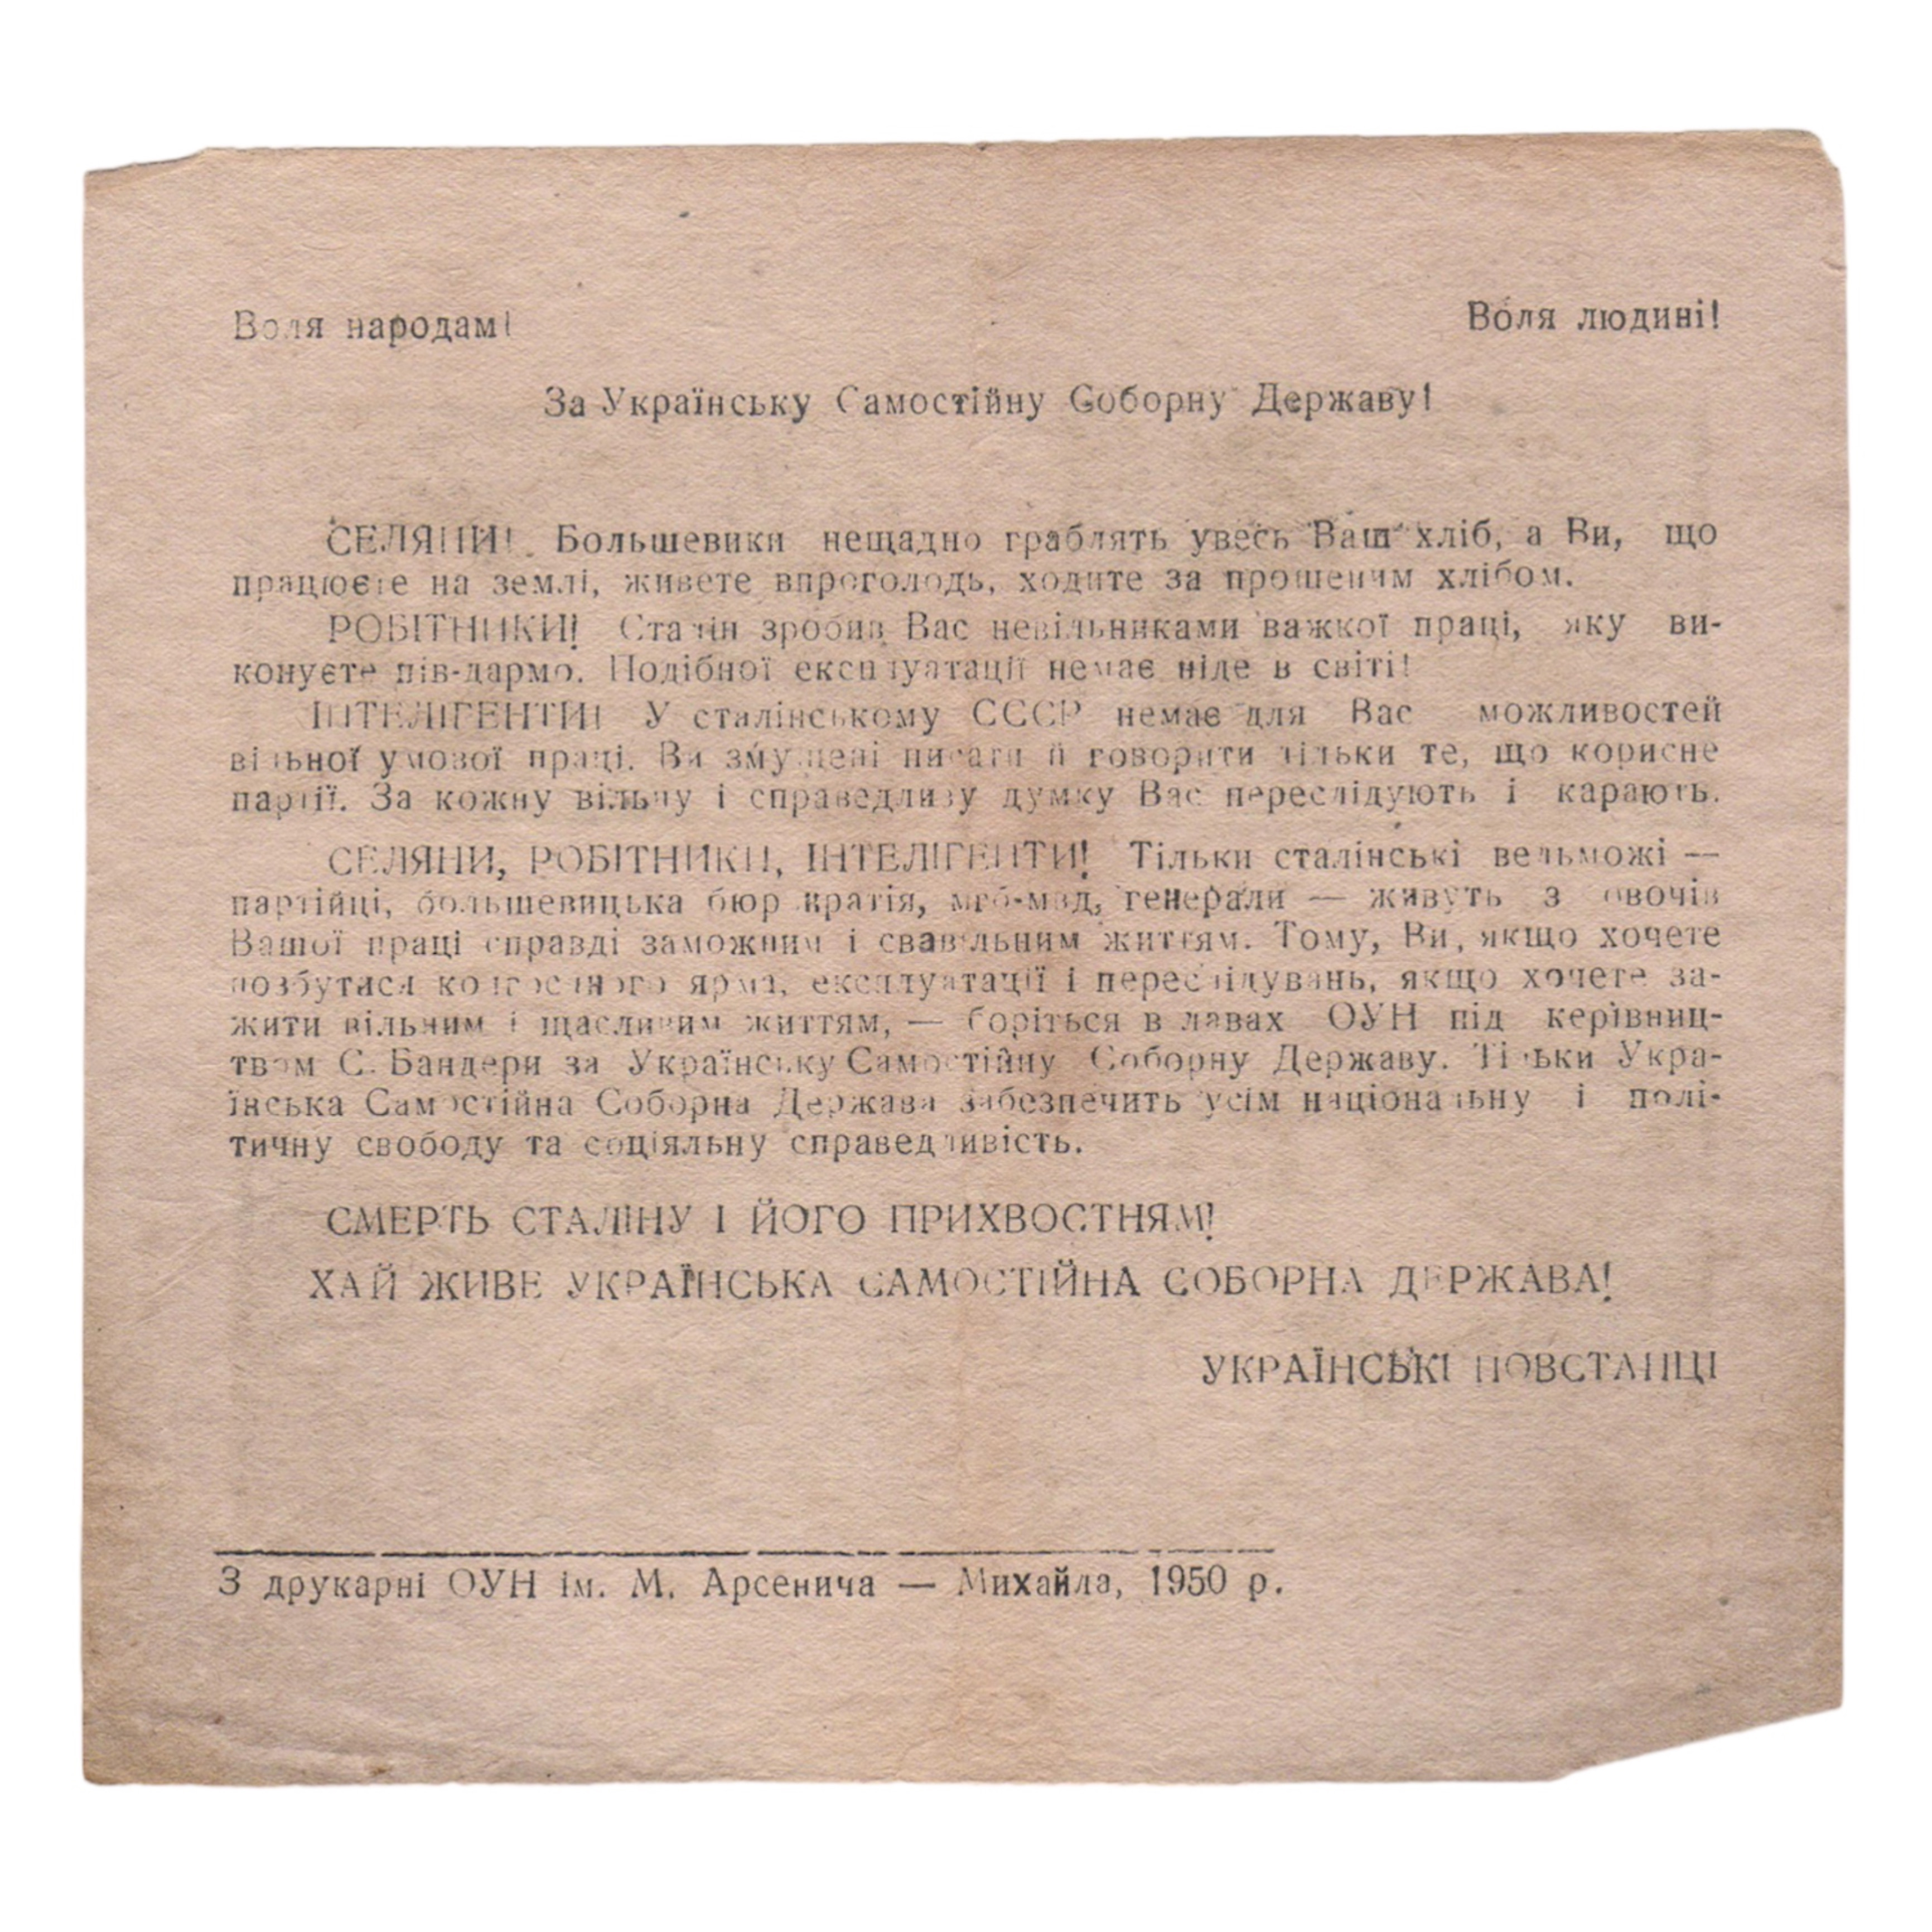 Воля народам!
Воля людині!
За Українську Самостійну Соборну Державу!
СЕЛЯНИ! Большевики нещадно граблять увесь Ваш хліб, а Ви, що
працюєте на землі, живете впроголодь, ходите за прошеним хлібом.
РОБІТНИКИ! Сталін зробив Вас невільниками важкої праці, яку ви-
конуєте пів-дармо. Подібної експлуатації немає ніде в світі!
ІНТЕЛІГЕНТИ! У сталінському СССР немає для Вас можливостей
вільної умової праці. Ви змушені писати й говорити тільки те, що корисне
партії. За кожну вільну і справедливу думку Вас переслідують і карають.
СЕЛЯНИ, РОБІТНИКИ, ІНТЕЛІГЕНТИ! Тільки сталінські вельможі —
партійці, большевицька бюрократія, мгб-мвд, генерали — живуть з овочів
Вашої праці справді заможним і свавільним життям. Тому, Ви, якщо хочете
позбутися колгоспного ярма, експлуатації і переслідувань, якщо хочете за-
жити вільним і щасливим життям, — боріться в лавах ОУН під керівниц-
твом С. Бандери за Українську Самостійну Соборну Державу. Тільки Укра-
їнська Самостійна Соборна Держава забезпечить усім національну і полі-
тичну свободу та соціяльну справедливість.
СМЕРТЬ СТАЛІНУ І ЙОГО ПРИХВОСТНЯМ!
ХАЙ ЖИВЕ УКРАЇНСЬКА САМОСТІЙНА СОБОРНА ДЕРЖАВА!
УКРАЇНСЬКІ ПОВСТАНЦІ
З друкарні ОУН ім. М. Арсенича — Михайла, 1950 р.